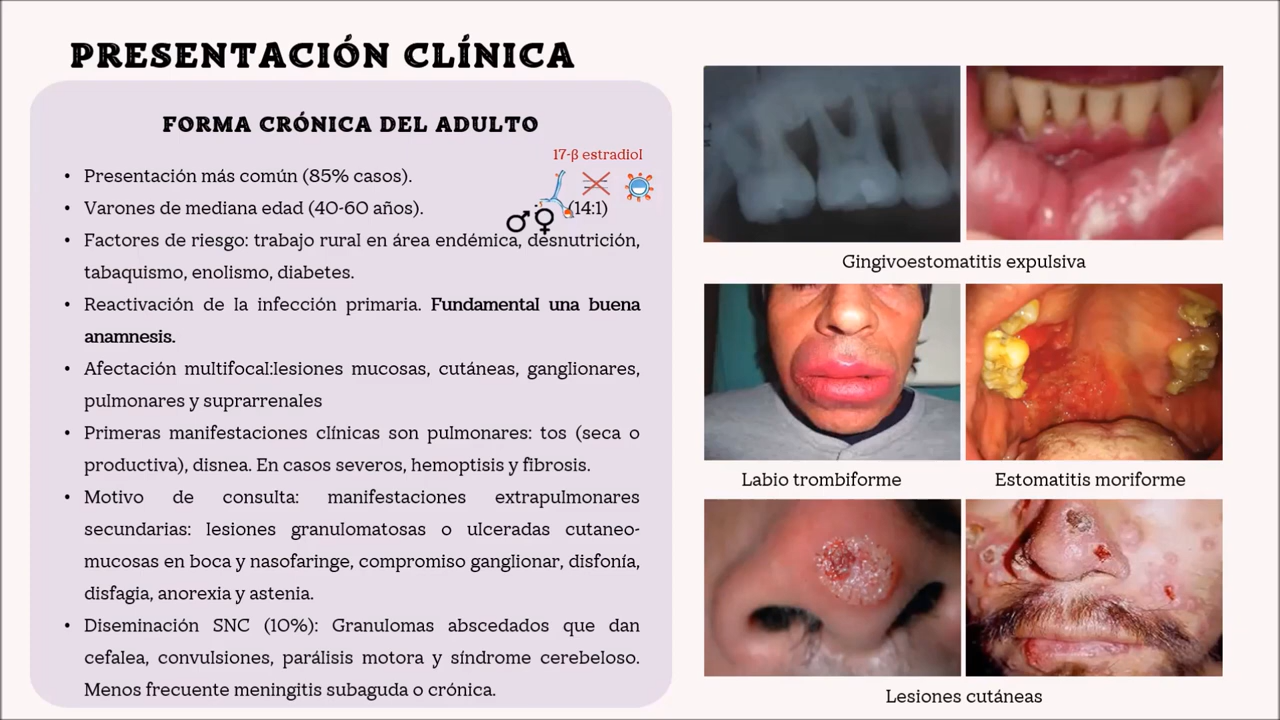 PRESENTACIÓN CLÍNICA
FORMA CRÓNICA DEL ADULTO
17-β estradiol
• Presentación más común (85% casos).
• Varones de mediana edad (40-60 años). (14:1)
• Factores de riesgo: trabajo rural en área endémica, desnutrición,
tabaquismo, enolismo, diabetes.
• Reactivación de la infección primaria. Fundamental una buena
anamnesis.
• Afectación multifocal:lesiones mucosas, cutáneas, ganglionares,
pulmonares y suprarrenales
• Primeras manifestaciones clínicas son pulmonares: tos (seca o
productiva), disnea. En casos severos, hemoptisis y fibrosis.
• Motivo de consulta: manifestaciones extrapulmonares
secundarias: lesiones granulomatosas o ulceradas cutaneo-
mucosas en boca y nasofaringe, compromiso ganglionar, disfonía,
disfagia, anorexia y astenia.
• Diseminación SNC (10%): Granulomas abscedados que dan
cefalea, convulsiones, parálisis motora y síndrome cerebeloso.
Menos frecuente meningitis subaguda o crónica.
Gingivoestomatitis expulsiva
Labio trombiforme
Estomatitis moriforme
Lesiones cutáneas